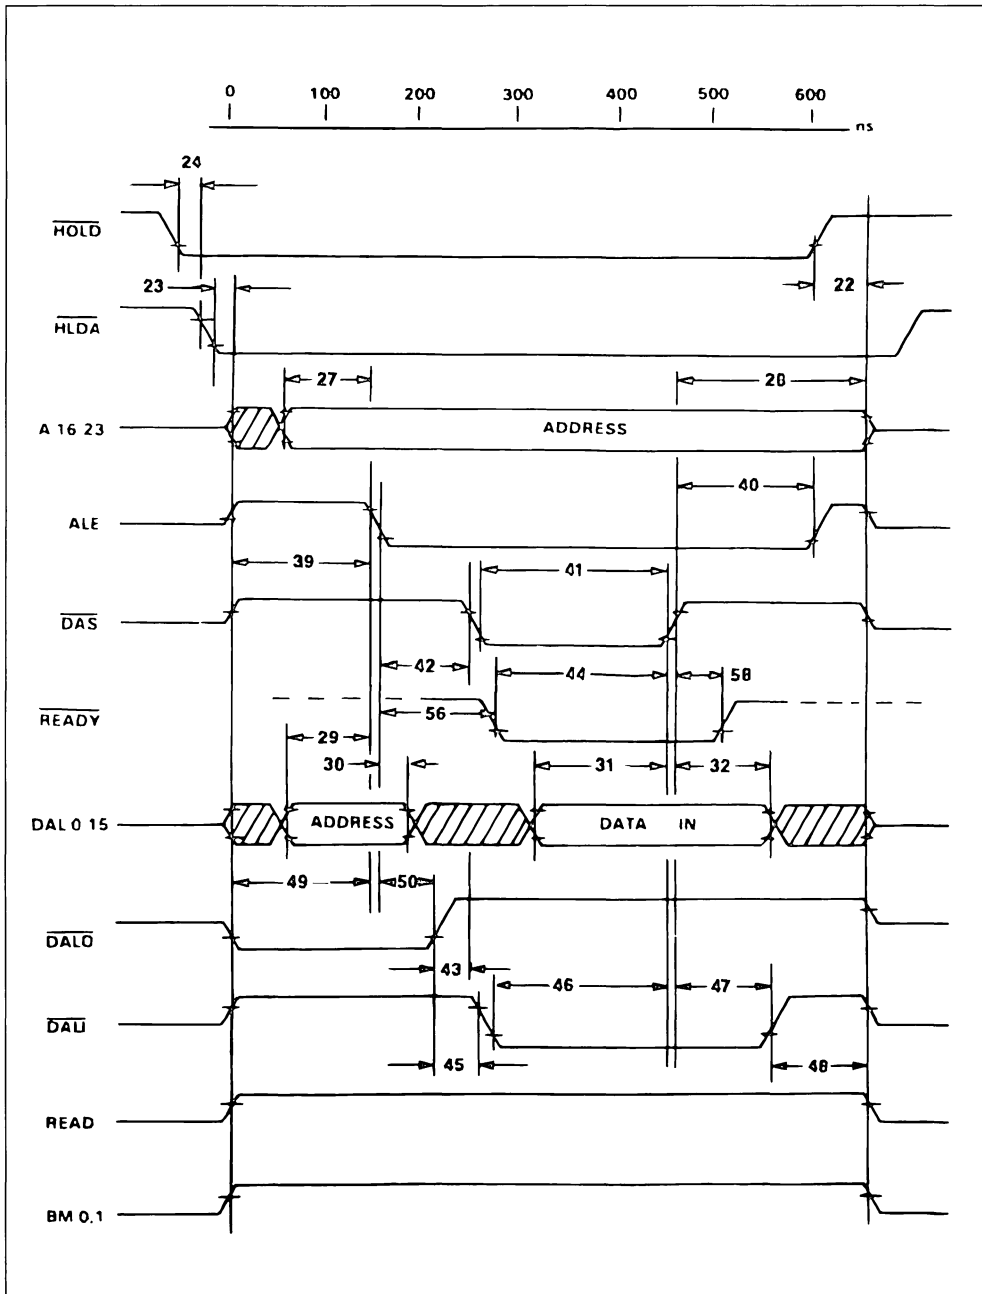 0 100 200 300 400 500 600
ns
24
HOLD
23 22
HLDA
27 28
A 16 23 ADDRESS
40
ALE
39 41
DAS
42 44 58
READY 56
29
30 31 32
DAL 0 15 ADDRESS DATA IN
49 50
DALO
43 46 47
DALI
45 48
READ
BM 0.1